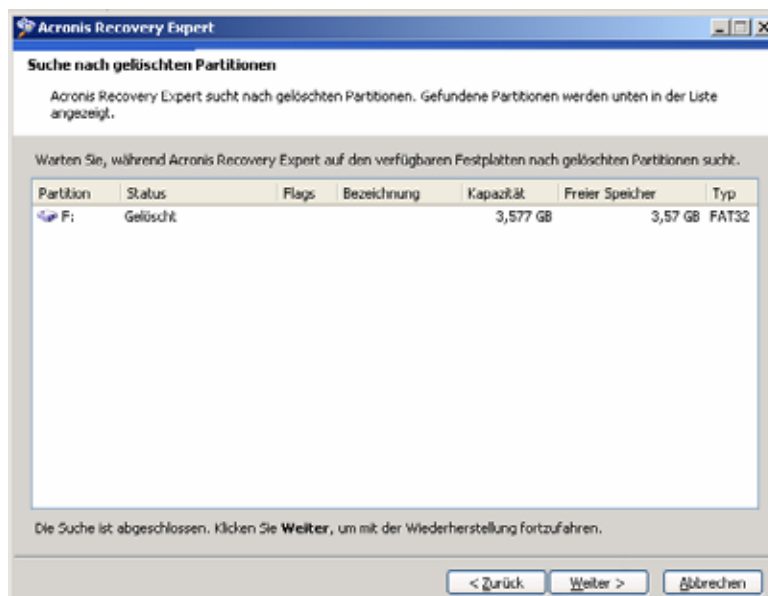 Acronis Recovery Expert
Suche nach gelöschten Partitionen
Acronis Recovery Expert sucht nach gelöschten Partitionen. Gefundene Partitionen werden unten in der Liste
angezeigt.
Warten Sie, während Acronis Recovery Expert auf den verfügbaren Festplatten nach gelöschten Partitionen sucht.
Partition Status Flags Bezeichnung Kapazität Freier Speicher Typ
F: Gelöscht 3,577 GB 3,57 GB FAT32
Die Suche ist abgeschlossen. Klicken Sie Weiter, um mit der Wiederherstellung fortzufahren.
< Zurück Weiter > Abbrechen